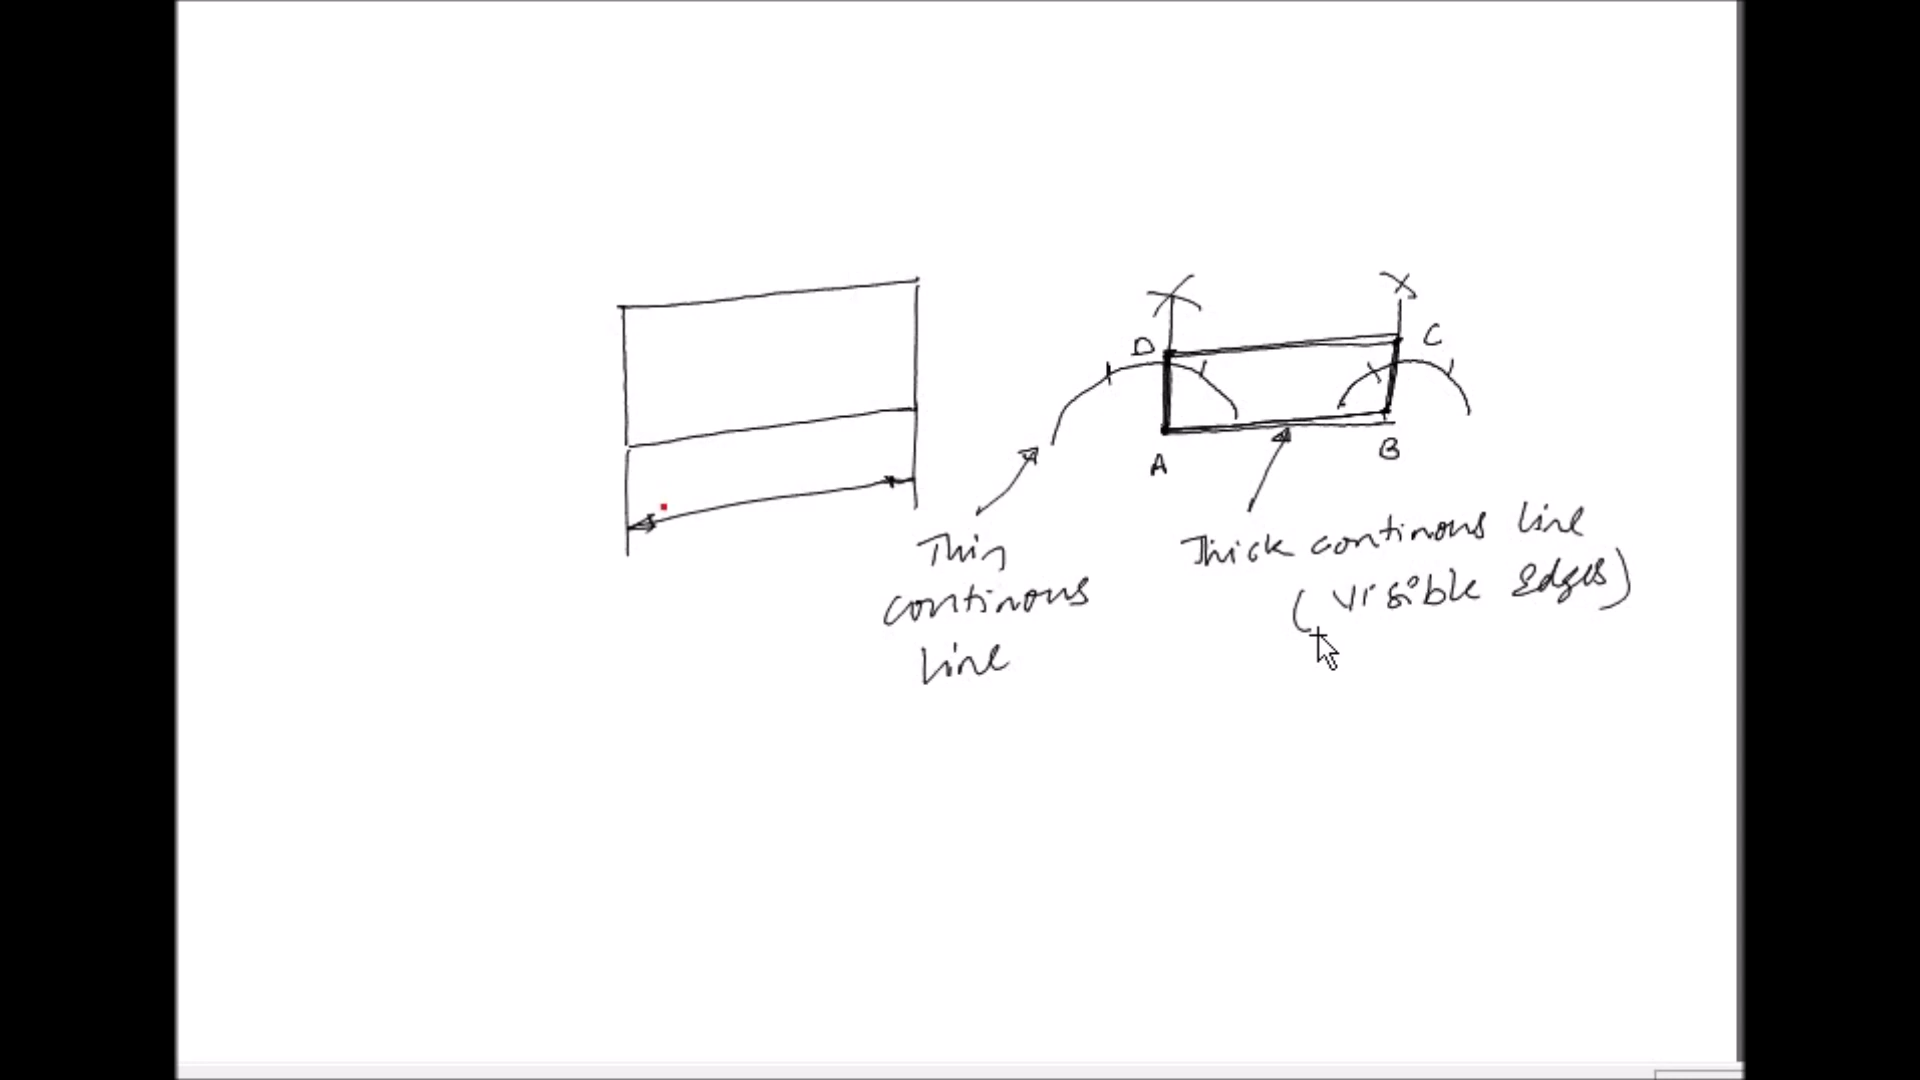 D
C
A
B
Thin
continous
Line
Thick continous Line
(visible Edges)